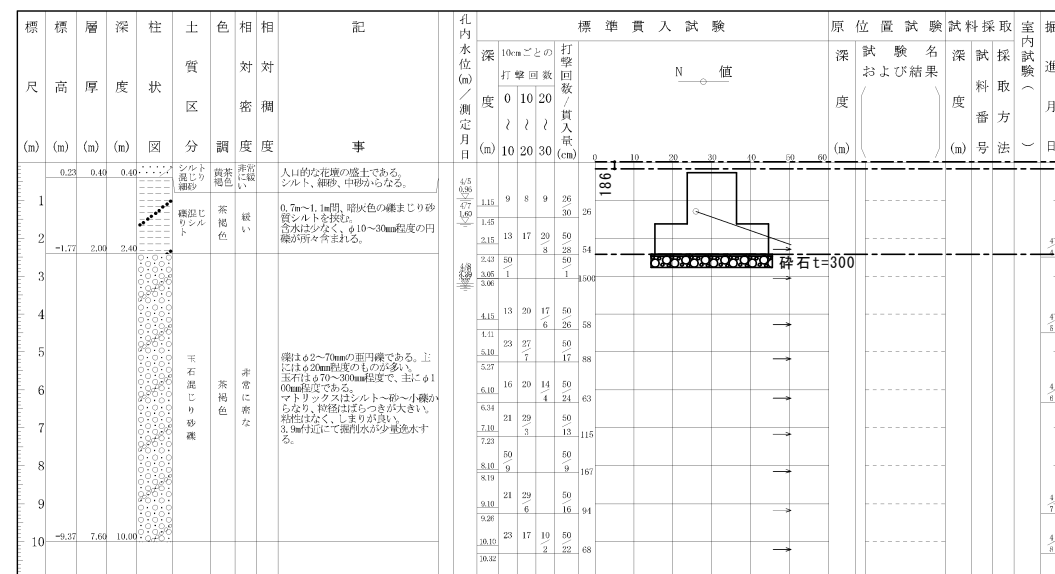 標尺(m)
標高(m)
層厚(m)
深度(m)
柱状図
土質区分
色調
相対密度
相対稠度
記事
孔内水位(m)／測定月日
標準貫入試験
深度(m)
10cmごとの打撃回数
0〜10
10〜20
20〜30
打撃回数／貫入量(cm)
N 値
0 10 20 30 40 50 60
原位置試験
深度(m)
試験名および結果
試料採取
深度(m)
試料番号
採取方法
室内試験（ ）
掘進月日
0.23 0.40 0.40
シルト混じり細砂
黄茶褐色
非常に緩い
人口的な花壇の盛土である。
シルト、細砂、中砂からなる。
-1.77 2.00 2.40
礫混じりシルト
茶褐色
緩い
0.7m〜1.1m間、暗灰色の礫まじり砂
質シルトを挟む。
含水は少なく、φ10〜30mm程度の円
礫が所々含まれる。
-9.37 7.60 10.00
玉石混じり砂礫
茶褐色
非常に密な
礫はφ2〜70mmの亜円礫である。主
にはφ20mm程度のものが多い。
玉石はφ70〜300mm程度で、主にφ1
00mm程度である。
マトリックスはシルト〜砂〜小礫か
らなり、粒径はばらつきが大きい。
粘性はなく、しまりが良い。
3.9m付近にて掘削水が少量逸水す
る。
1
2
3
4
5
6
7
8
9
10
4/5
0.96
4/7
1.60
4/8
1.15 9 8 9 26/30 26
1.45
2.15 13 17 20/8 50/28 54
2.43 50/1 50/1
3.05 1500
3.06
4.15 13 20 17/6 50/26 58
4.41
5.10 23 27/7 50/17 88
5.27
6.10 16 20 14/4 50/24 63
6.34
7.10 21 29/3 50/13 115
7.23
8.10 50/9 50/9 167
8.19
9.10 21 29/6 50/16 94
9.26
10.10 23 17 10/2 50/22 68
10.32
186
砕石t=300